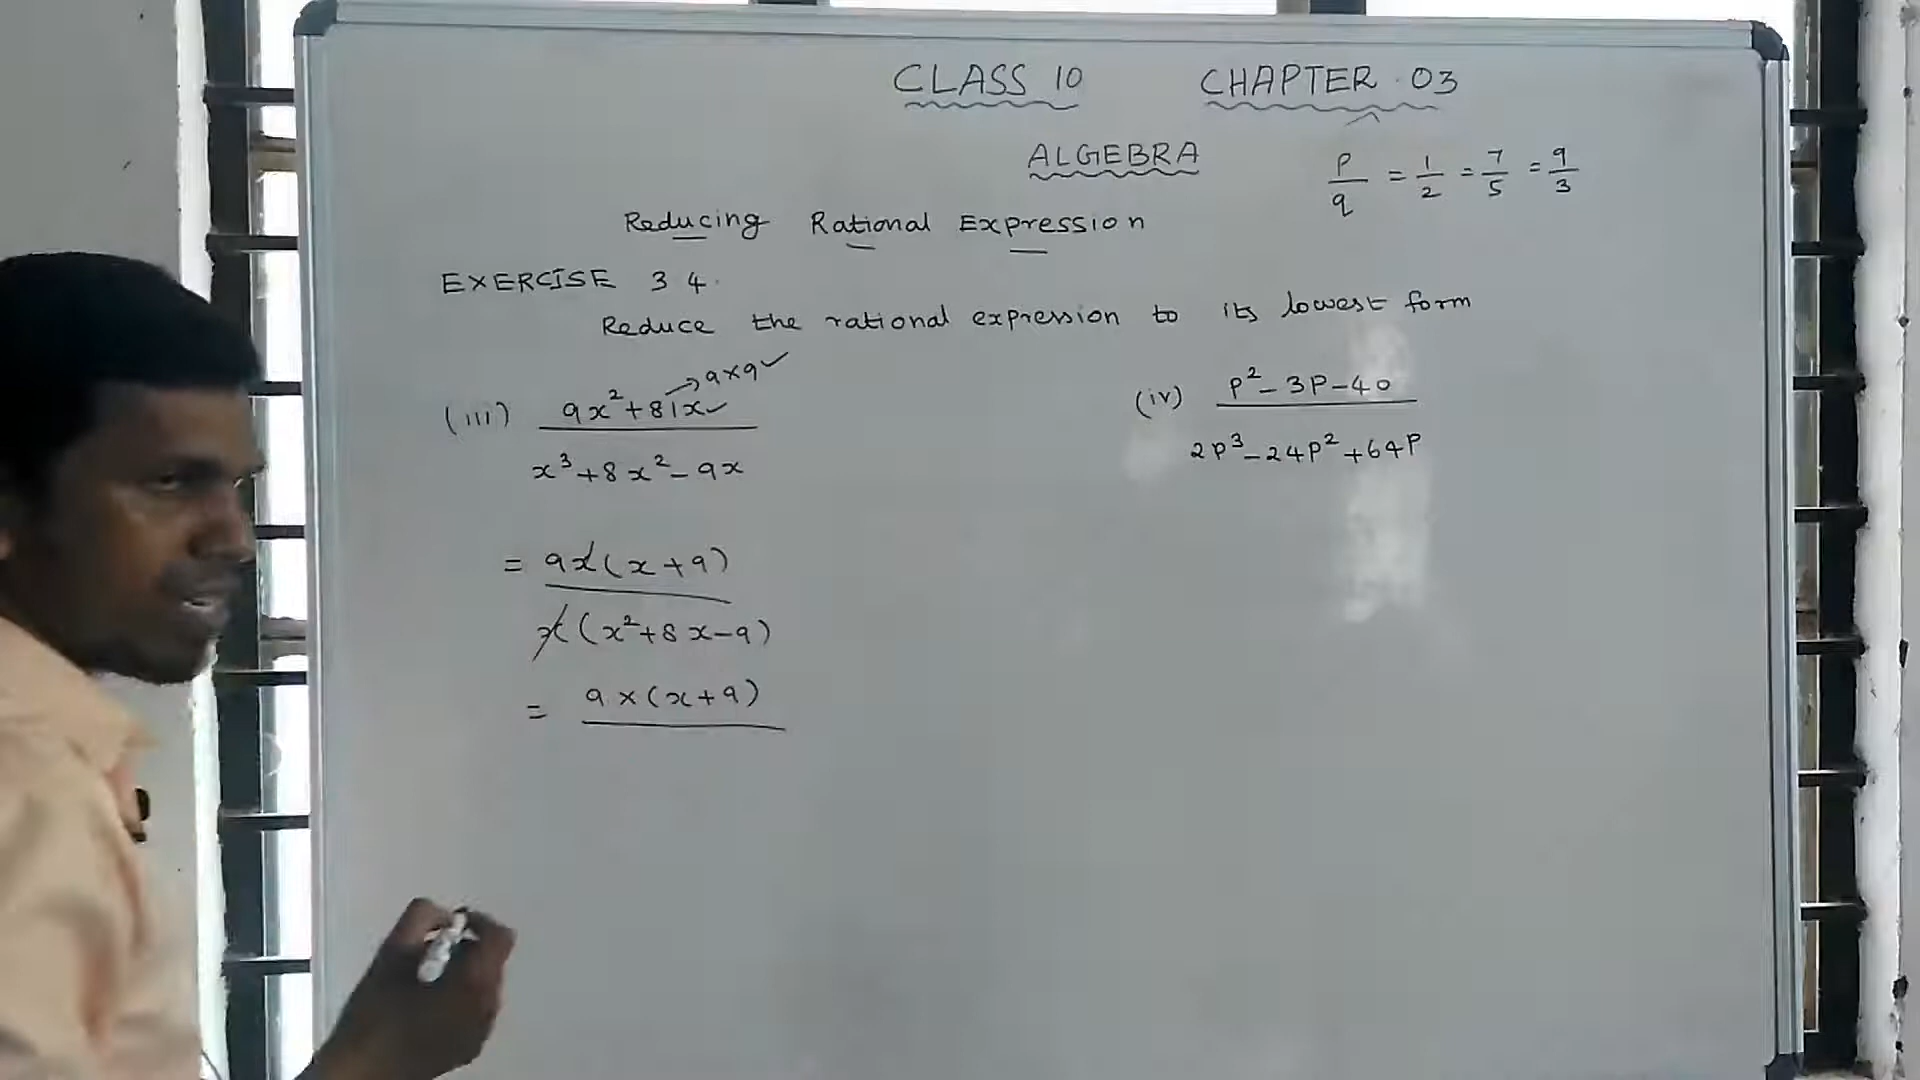 CLASS 10 CHAPTER 03
ALGEBRA
p/q = 1/2 = 7/5 = 9/3
Reducing Rational Expression
EXERCISE 3 4.
Reduce the rational expression to its lowest form
(iii) 9x²+81x ✓ → 9×9 ✓
x³+8x²-9x
(iv) P²-3P-40
2P³-24P²+64P
= 9x(x+9)
x(x²+8x-9)
= 9×(x+9)